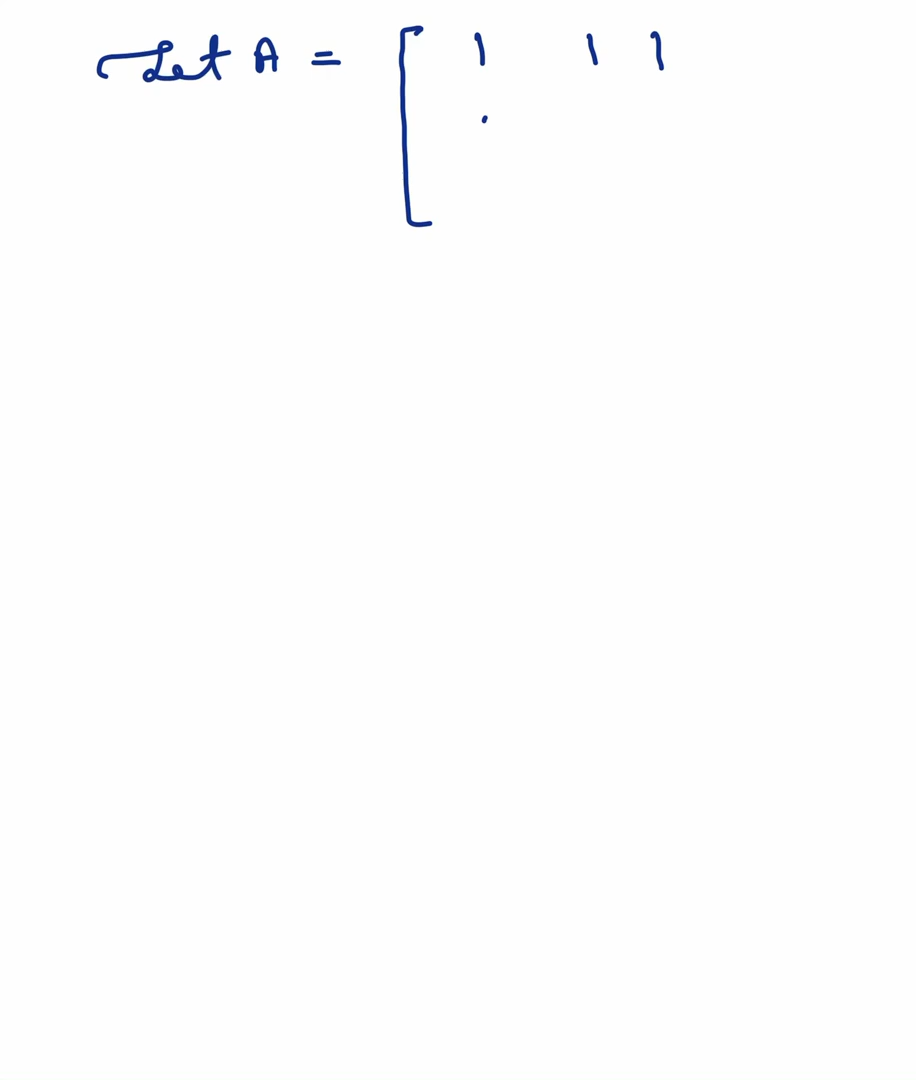 Let A = [ 1 1 1
.